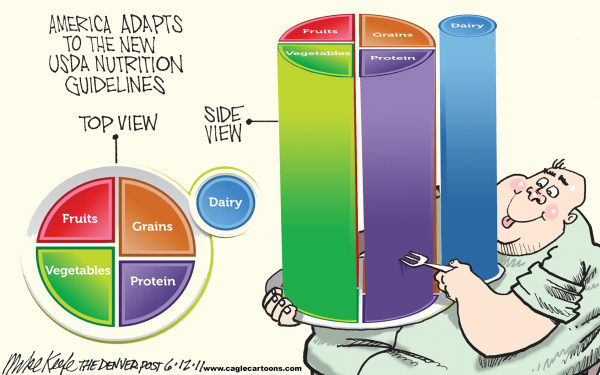 AMERICA ADAPTS
TO THE NEW
USDA NUTRITION
GUIDELINES
TOP VIEW
Fruits
Grains
Vegetables
Protein
Dairy
SIDE
VIEW
Fruits
Grains
Dairy
Vegetables
Protein
Mike Keefe THE DENVER POST 6·12·11 www.caglecartoons.com